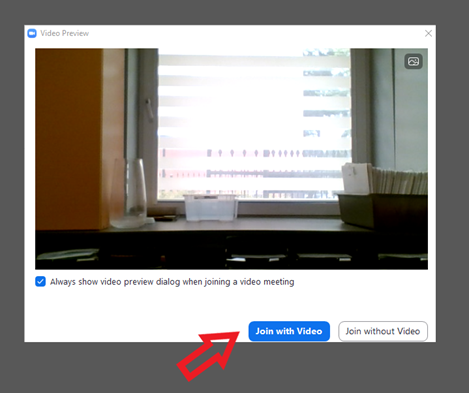 Video Preview
Always show video preview dialog when joining a video meeting
Join with Video
Join without Video